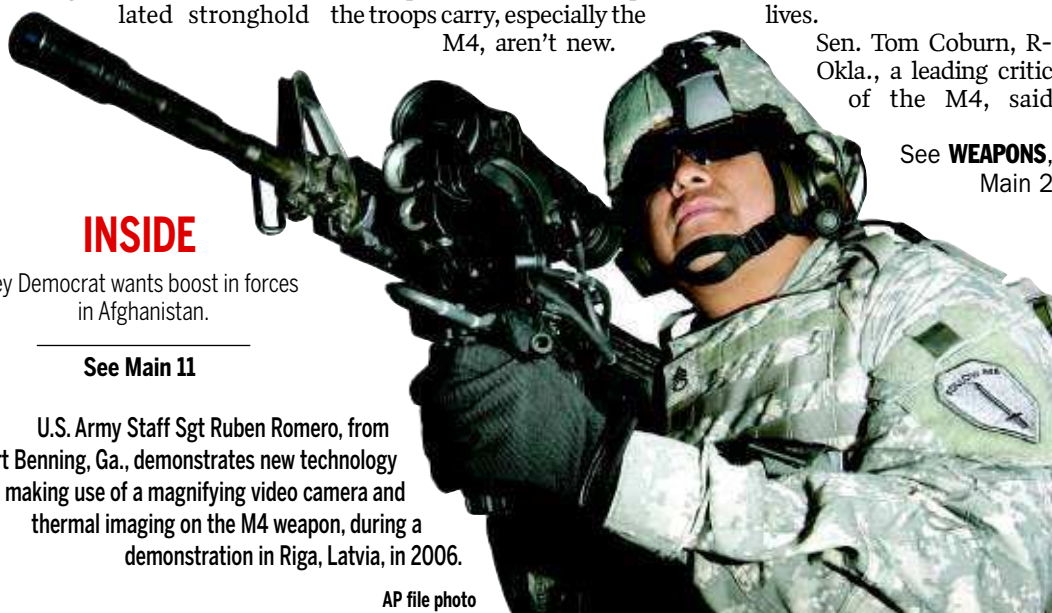 lated stronghold
the troops carry, especially the
M4, aren't new.
lives.
Sen. Tom Coburn, R-
Okla., a leading critic
of the M4, said
See WEAPONS,
Main 2
INSIDE
Democrat wants boost in forces
in Afghanistan.
See Main 11
U.S. Army Staff Sgt Ruben Romero, from
Benning, Ga., demonstrates new technology
making use of a magnifying video camera and
thermal imaging on the M4 weapon, during a
demonstration in Riga, Latvia, in 2006.
AP file photo
FOLLOW ME